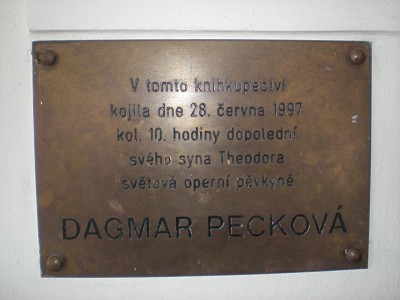 V tomto knihkupectví
kojila dne 28. června 1997
kol. 10. hodiny dopolední
svého syna Theodora
světová operní pěvkyně
DAGMAR PECKOVÁ